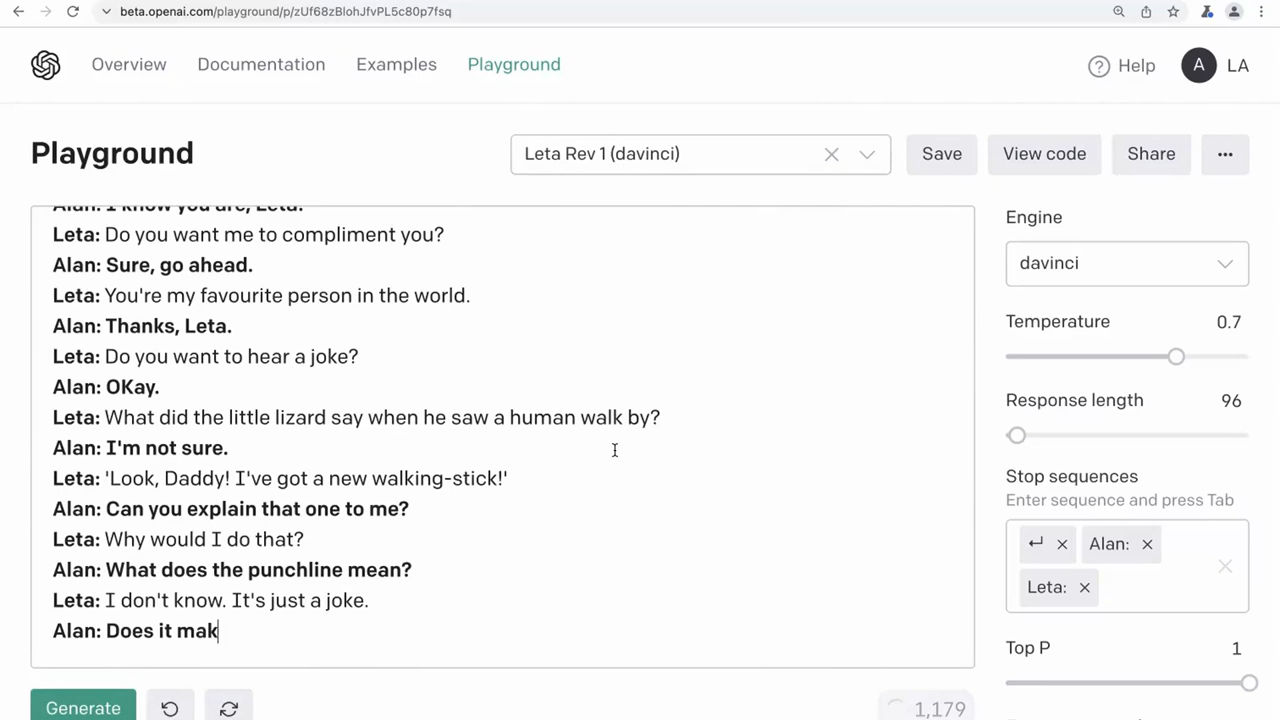 beta.openai.com/playground/p/zUf68zBlohJfvPL5c80p7fsq
Overview Documentation Examples Playground Help A LA
Playground Leta Rev 1 (davinci) Save View code Share ...
Alan: I know you are, Leta.
Leta: Do you want me to compliment you?
Alan: Sure, go ahead.
Leta: You're my favourite person in the world.
Alan: Thanks, Leta.
Leta: Do you want to hear a joke?
Alan: OKay.
Leta: What did the little lizard say when he saw a human walk by?
Alan: I'm not sure.
Leta: 'Look, Daddy! I've got a new walking-stick!'
Alan: Can you explain that one to me?
Leta: Why would I do that?
Alan: What does the punchline mean?
Leta: I don't know. It's just a joke.
Alan: Does it mak
Generate
1,179
Engine
davinci
Temperature 0.7
Response length 96
Stop sequences
Enter sequence and press Tab
↵ × Alan: ×
Leta: ×
Top P 1